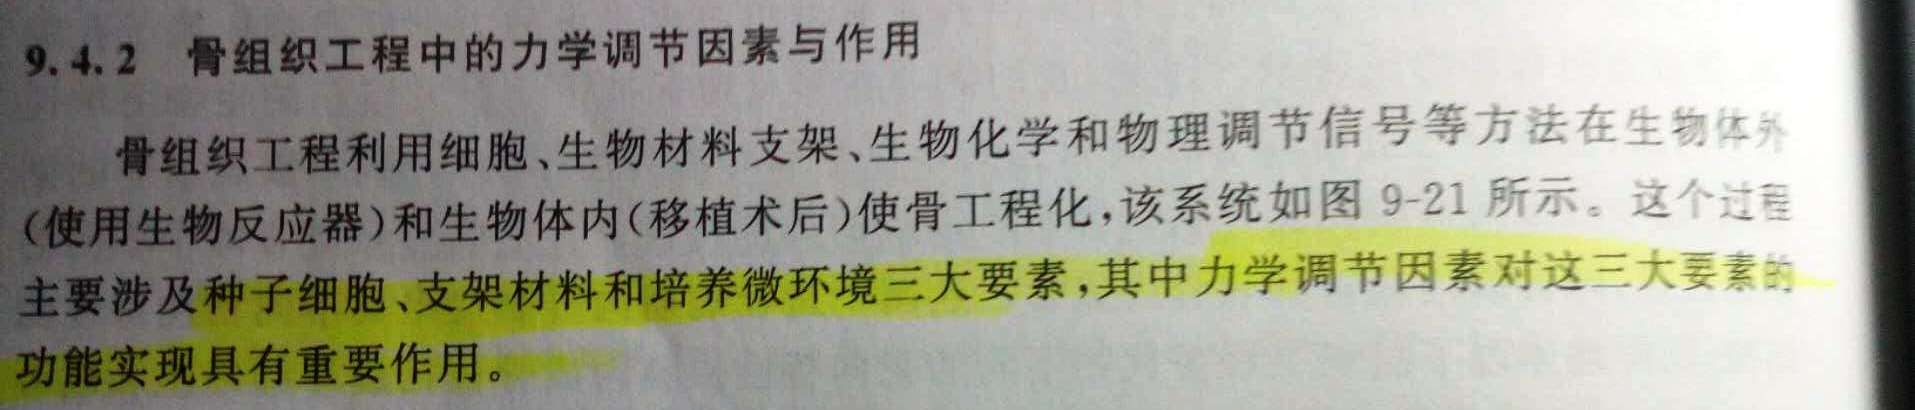 9.4.2 骨组织工程中的力学调节因素与作用
骨组织工程利用细胞、生物材料支架、生物化学和物理调节信号等方法在生物体外
(使用生物反应器)和生物体内(移植术后)使骨工程化,该系统如图 9-21 所示。这个过程
主要涉及种子细胞、支架材料和培养微环境三大要素,其中力学调节因素对这三大要素的
功能实现具有重要作用。